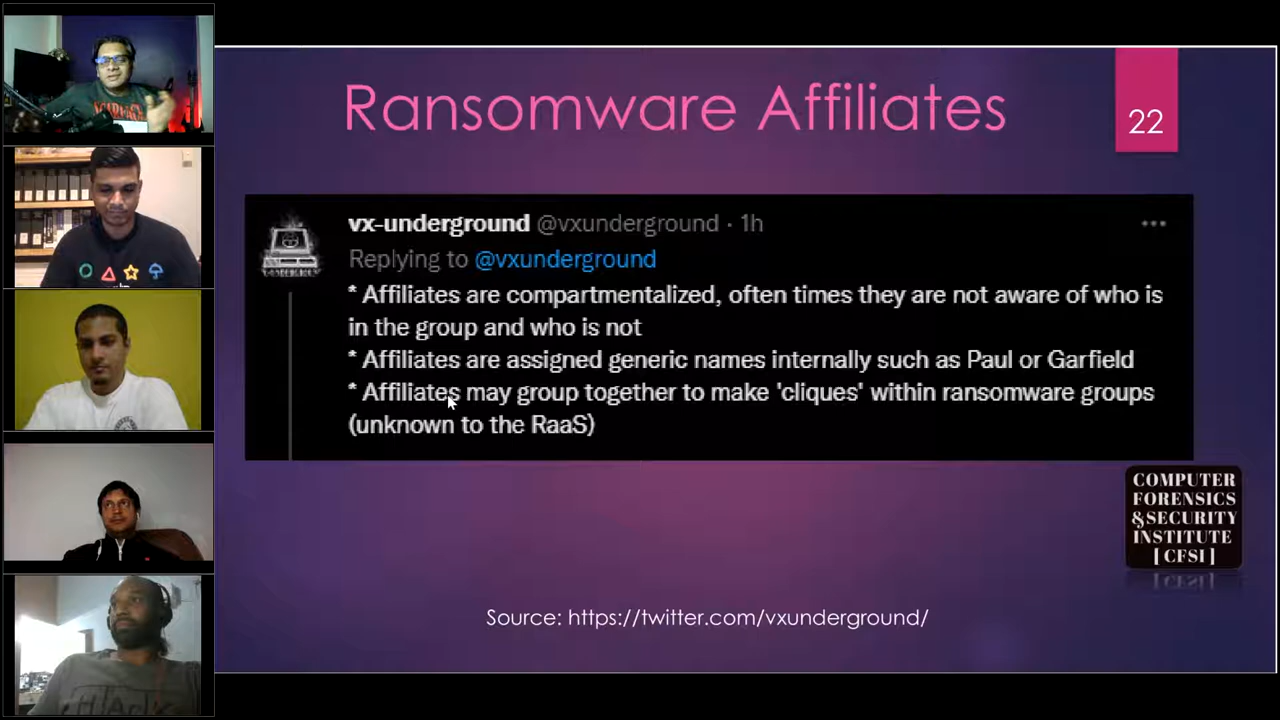 Ransomware Affiliates
22
vx-underground @vxunderground · 1h
Replying to @vxunderground
* Affiliates are compartmentalized, often times they are not aware of who is
in the group and who is not
* Affiliates are assigned generic names internally such as Paul or Garfield
* Affiliates may group together to make 'cliques' within ransomware groups
(unknown to the RaaS)
COMPUTER
FORENSICS
&SECURITY
INSTITUTE
[ CFSI ]
Source: https://twitter.com/vxunderground/